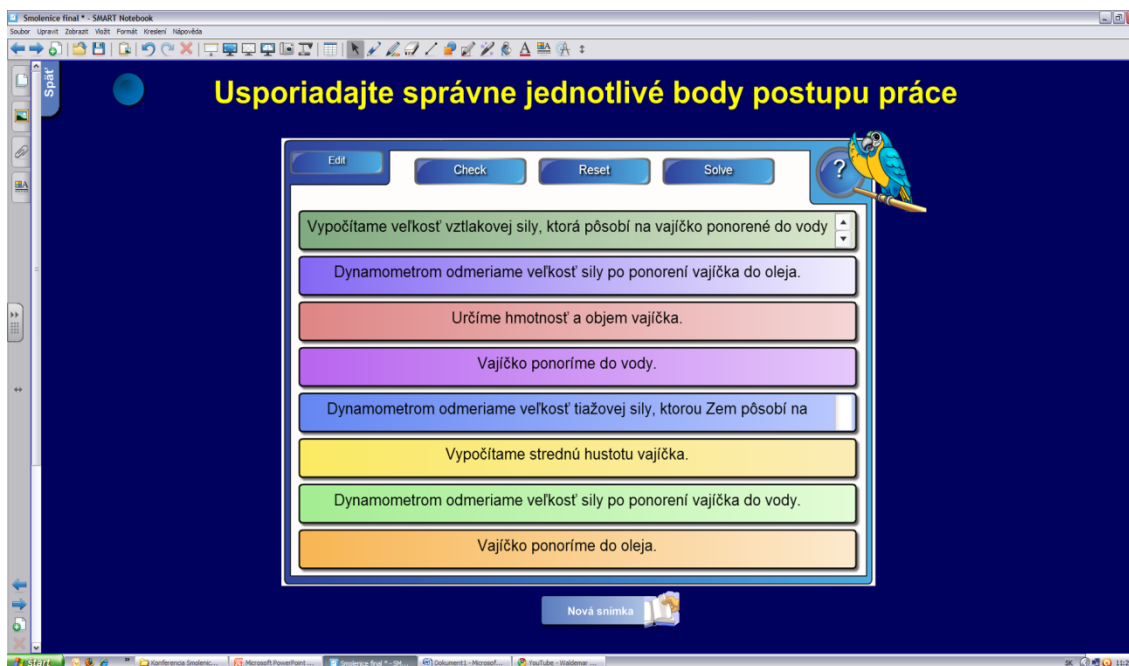 Smolenice final * - SMART Notebook
Soubor Upravit Zobrazit Vložit Formát Kreslení Nápověda
Späť
Usporiadajte správne jednotlivé body postupu práce
Edit
Check Reset Solve
?
Vypočítame veľkosť vztlakovej sily, ktorá pôsobí na vajíčko ponorené do vody
Dynamometrom odmeriame veľkosť sily po ponorení vajíčka do oleja.
Určíme hmotnosť a objem vajíčka.
Vajíčko ponoríme do vody.
Dynamometrom odmeriame veľkosť tiažovej sily, ktorou Zem pôsobí na
Vypočítame strednú hustotu vajíčka.
Dynamometrom odmeriame veľkosť sily po ponorení vajíčka do vody.
Vajíčko ponoríme do oleja.
Nová snímka
start Konferencia Smolenic... Microsoft PowerPoint ... Smolenice final * - SM... Dokument1 - Microsof... YouTube - Waldemar ... SK